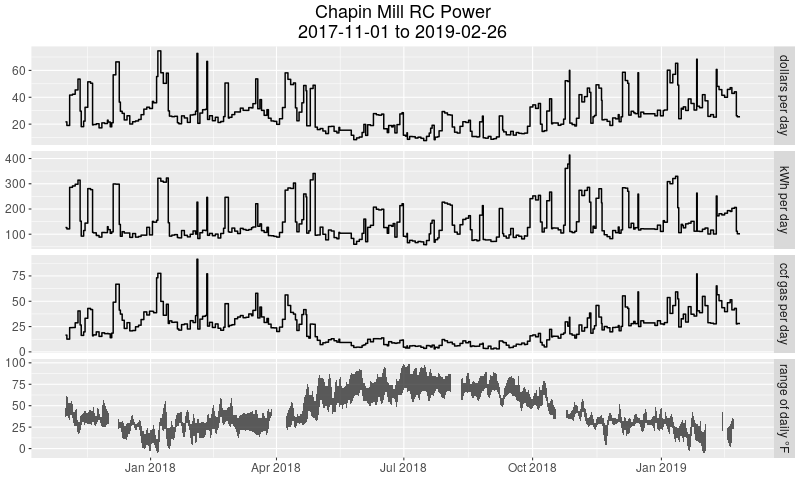 Chapin Mill RC Power
2017-11-01 to 2019-02-26
60
40
20
dollars per day
400
300
200
100
kWh per day
75
50
25
0
ccf gas per day
100
75
50
25
0
range of daily °F
Jan 2018
Apr 2018
Jul 2018
Oct 2018
Jan 2019